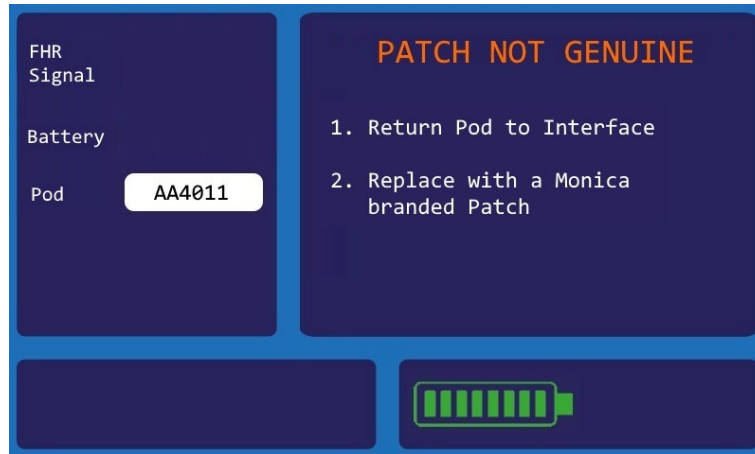 FHR
Signal
Battery
Pod
AA4011
PATCH NOT GENUINE
1. Return Pod to Interface
2. Replace with a Monica
branded Patch